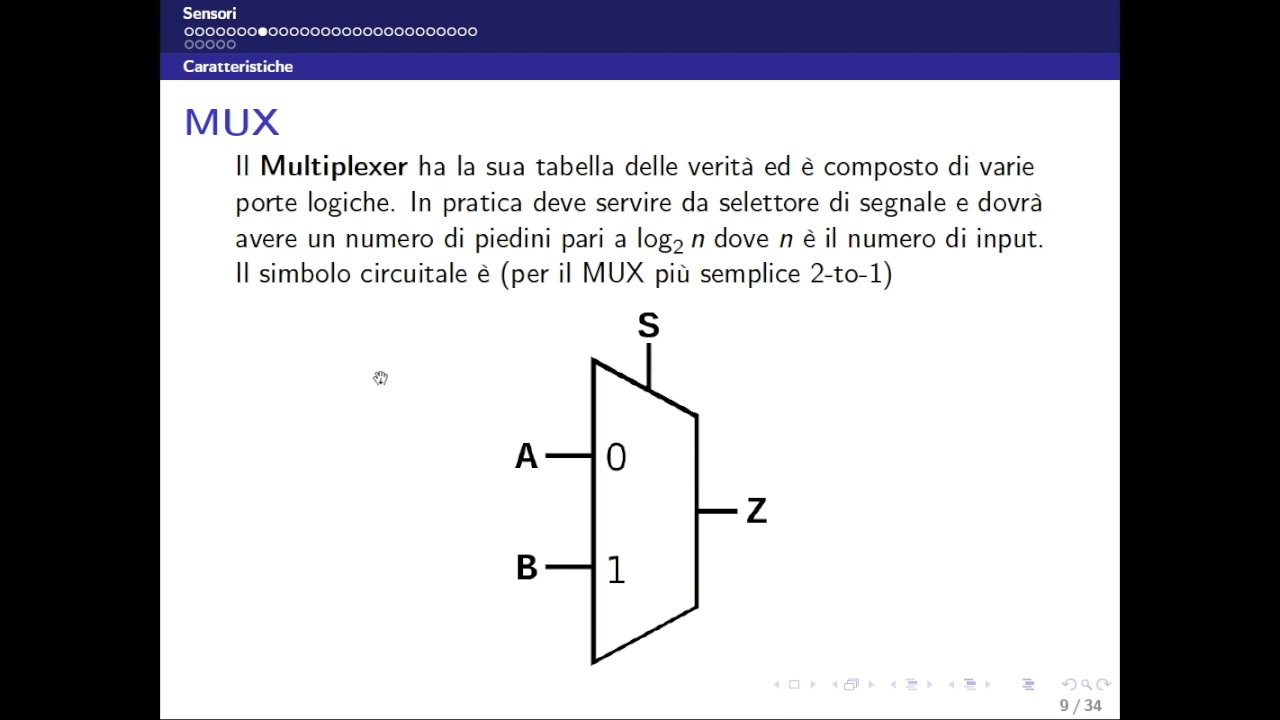 Sensori
Caratteristiche
MUX
Il Multiplexer ha la sua tabella delle verità ed è composto di varie
porte logiche. In pratica deve servire da selettore di segnale e dovrà
avere un numero di piedini pari a log₂ n dove n è il numero di input.
Il simbolo circuitale è (per il MUX più semplice 2-to-1)
S
A 0
Z
B 1
9 / 34